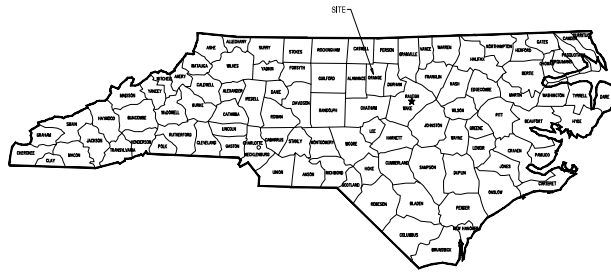 SITE
ASHE
ALLEGHANY
SURRY
STOKES
ROCKINGHAM
CASWELL
PERSON
GRANVILLE
VANCE
WARREN
NORTHAMPTON
HERTFORD
GATES
WATAUGA
WILKES
YADKIN
FORSYTH
GUILFORD
ALAMANCE
ORANGE
DURHAM
FRANKLIN
HALIFAX
BERTIE
MITCHELL
AVERY
CALDWELL
ALEXANDER
IREDELL
DAVIE
DAVIDSON
RANDOLPH
CHATHAM
RALEIGH
WAKE
NASH
EDGECOMBE
MARTIN
WASHINGTON
TYRRELL
DARE
MADISON
YANCEY
BURKE
CATAWBA
ROWAN
JOHNSTON
WILSON
PITT
BEAUFORT
HYDE
SWAIN
HAYWOOD
BUNCOMBE
McDOWELL
LINCOLN
CABARRUS
STANLY
MONTGOMERY
MOORE
LEE
HARNETT
WAYNE
GREENE
LENOIR
CRAVEN
PAMLICO
GRAHAM
CHEROKEE
CLAY
MACON
JACKSON
TRANSYLVANIA
HENDERSON
POLK
RUTHERFORD
CLEVELAND
GASTON
CHARLOTTE
MECKLENBURG
UNION
ANSON
RICHMOND
SCOTLAND
HOKE
CUMBERLAND
SAMPSON
DUPLIN
JONES
CARTERET
ONSLOW
ROBESON
BLADEN
PENDER
NEW HANOVER
COLUMBUS
BRUNSWICK